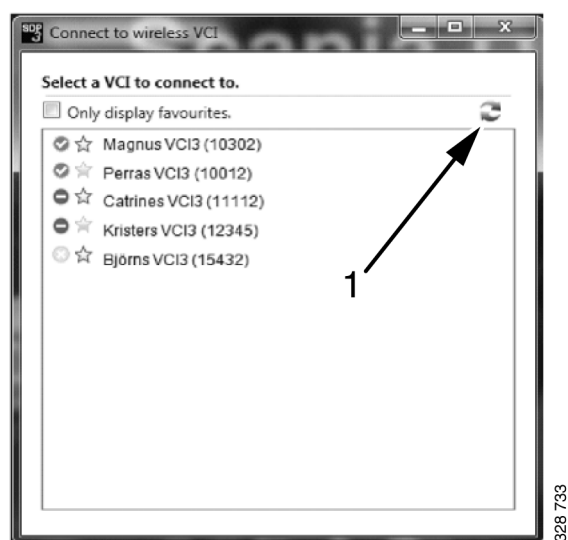 SDP3 Connect to wireless VCI
Select a VCI to connect to.
Only display favourites.
Magnus VCI3 (10302)
Perras VCI3 (10012)
Catrines VCI3 (11112)
Kristers VCI3 (12345)
Björns VCI3 (15432)
1
328 733